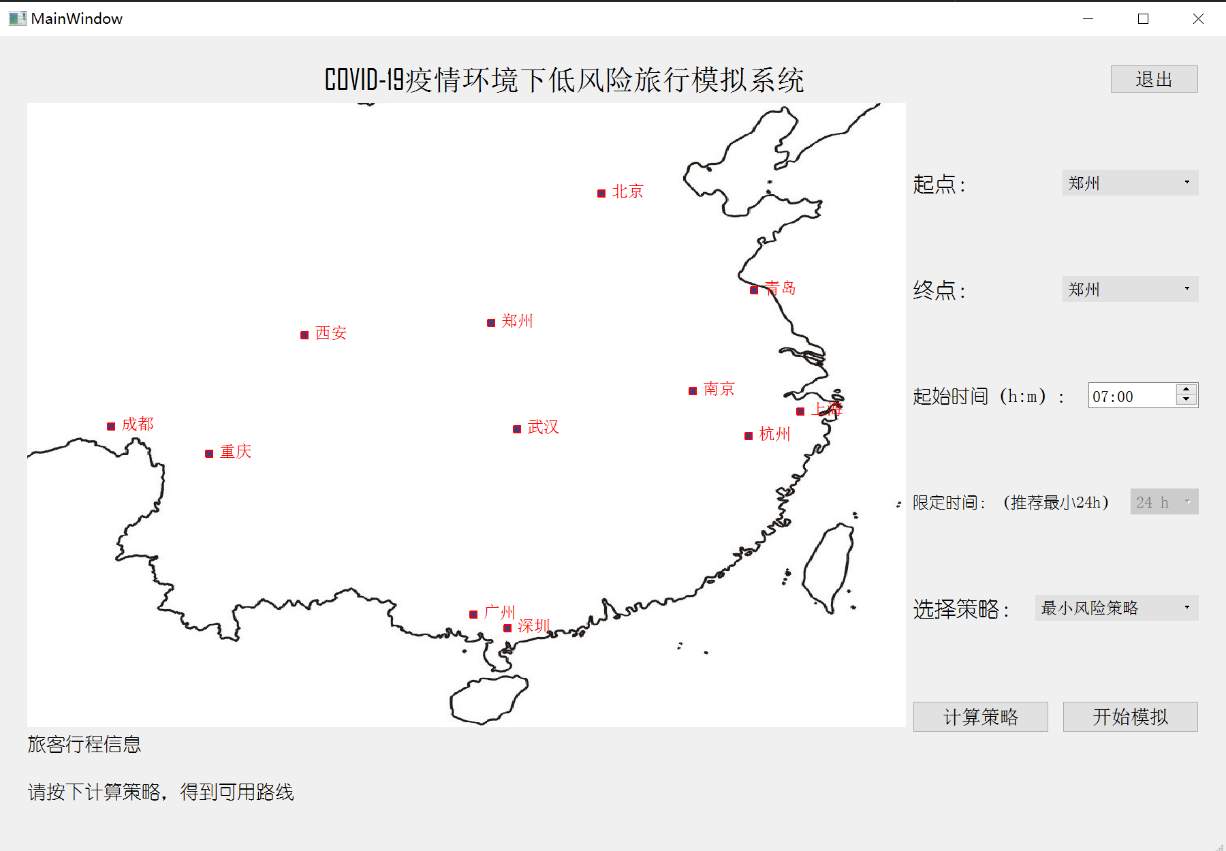 MainWindow
COVID-19疫情环境下低风险旅行模拟系统
退出
北京
起点：
郑州
青岛
终点：
郑州
西安
郑州
南京
起始时间（h:m）：
07:00
上海
成都
武汉
杭州
重庆
限定时间：（推荐最小24h）
24 h
广州
深圳
选择策略：
最小风险策略
计算策略
开始模拟
旅客行程信息
请按下计算策略，得到可用路线